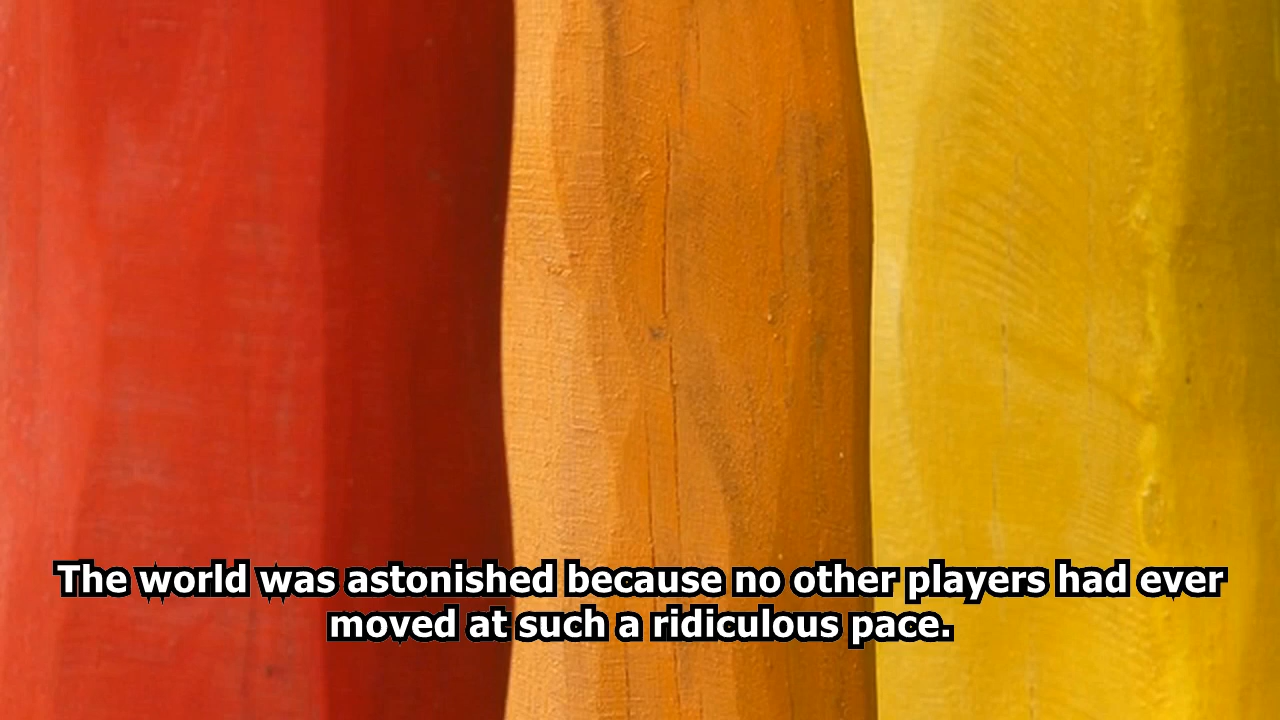 The world was astonished because no other players had ever
moved at such a ridiculous pace.